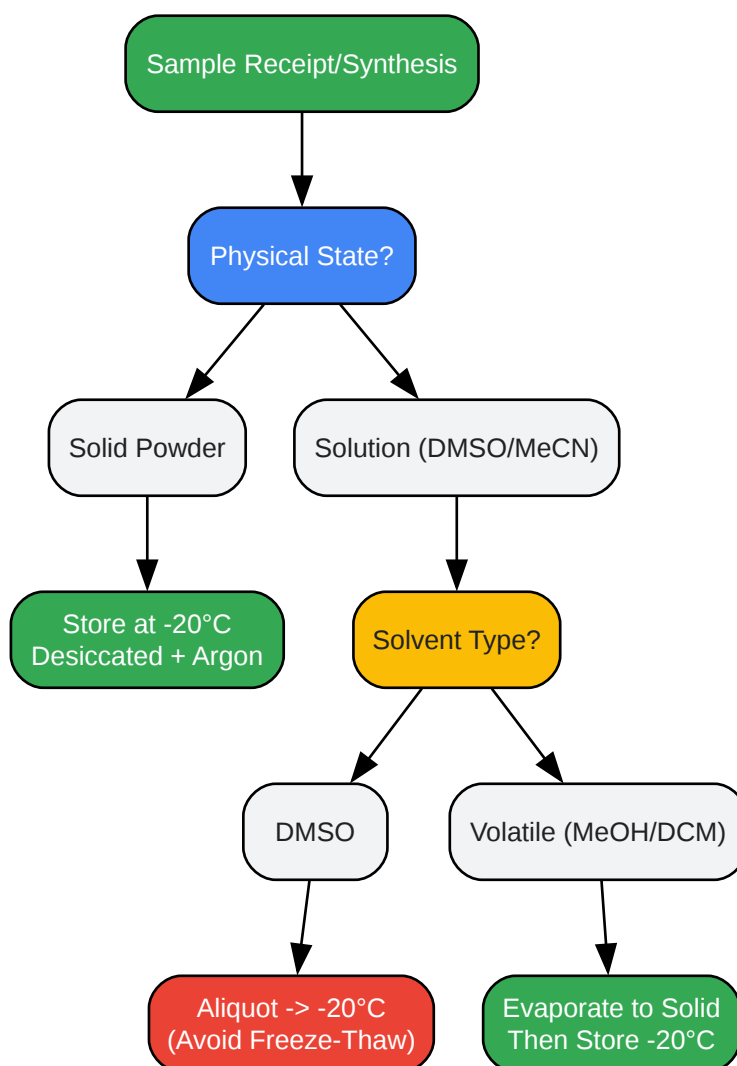 Sample Receipt/Synthesis
Physical State?
Solid Powder
Solution (DMSO/MeCN)
Store at -20°C
Desiccated + Argon
Solvent Type?
DMSO
Volatile (MeOH/DCM)
Aliquot -> -20°C
(Avoid Freeze-Thaw)
Evaporate to Solid
Then Store -20°C